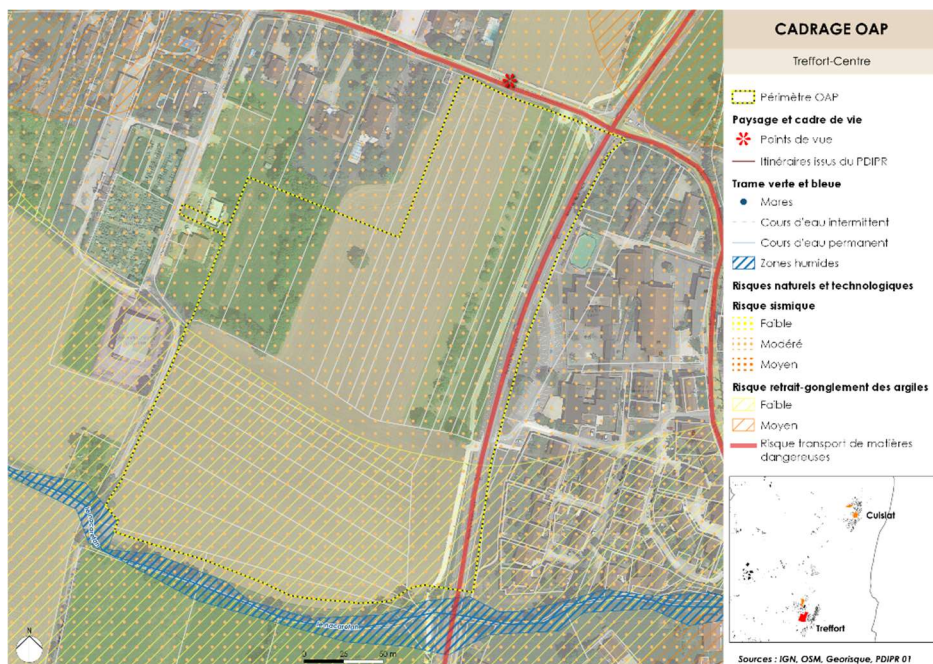 CADRAGE OAP
Treffort-Centre
Périmètre OAP
Paysage et cadre de vie
Points de vue
Itinéraires issus du PDIPR
Trame verte et bleue
Mares
Cours d'eau intermittent
Cours d'eau permanent
Zones humides
Risques naturels et technologiques
Risque sismique
Faible
Modéré
Moyen
Risque retrait-gonglement des argiles
Faible
Moyen
Risque transport de matières
dangereuses
Cuisiat
Treffort
N
0 25 50 m
Sources : IGN, OSM, Georisque, PDIPR 01